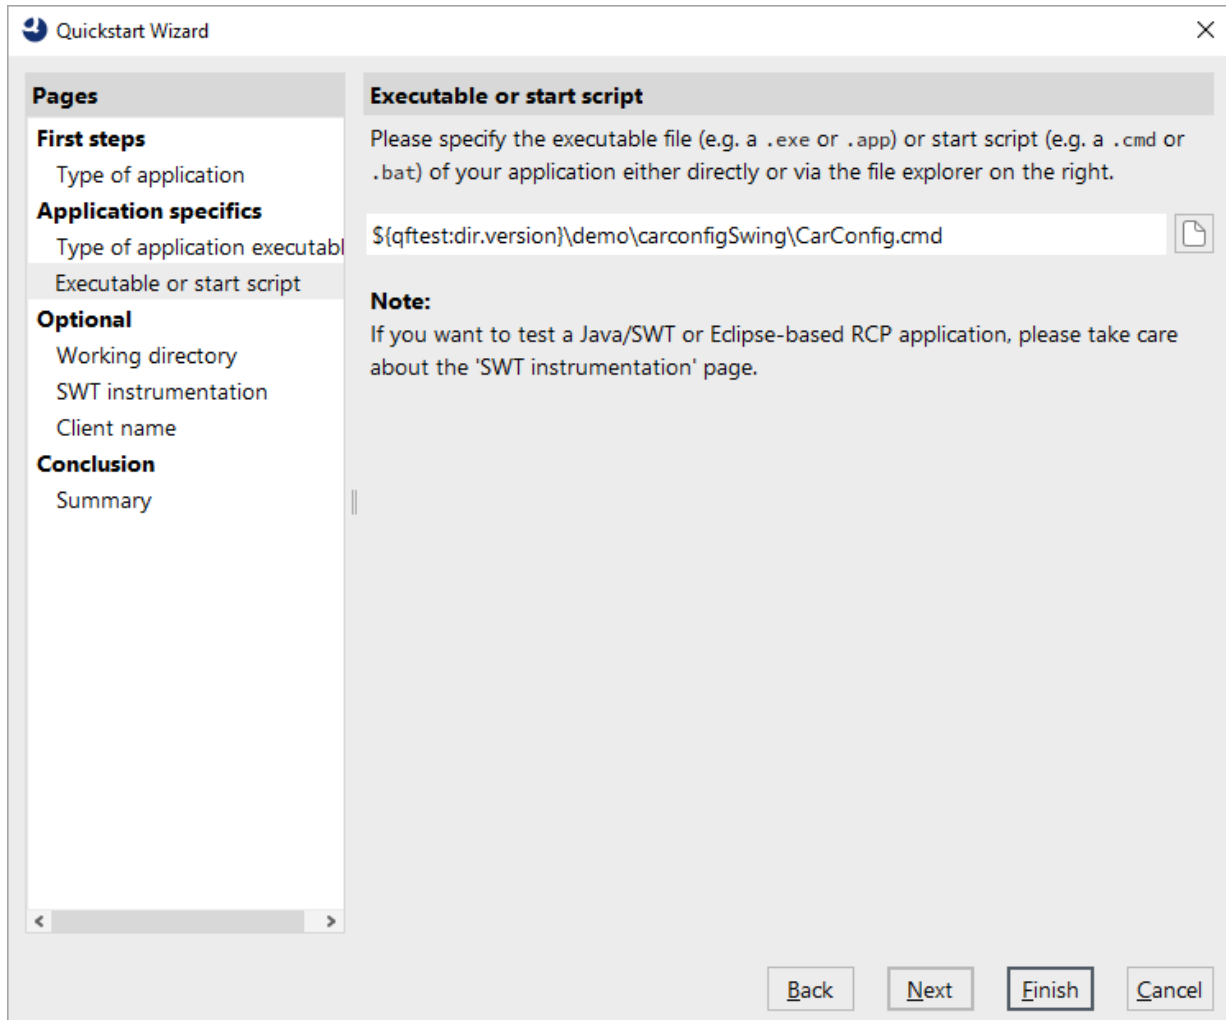 Quickstart Wizard
Pages
First steps
Type of application
Application specifics
Type of application executabl
Executable or start script
Optional
Working directory
SWT instrumentation
Client name
Conclusion
Summary
Executable or start script
Please specify the executable file (e.g. a .exe or .app) or start script (e.g. a .cmd or
.bat) of your application either directly or via the file explorer on the right.
${qftest:dir.version}\demo\carconfigSwing\CarConfig.cmd
Note:
If you want to test a Java/SWT or Eclipse-based RCP application, please take care
about the 'SWT instrumentation' page.
Back
Next
Finish
Cancel